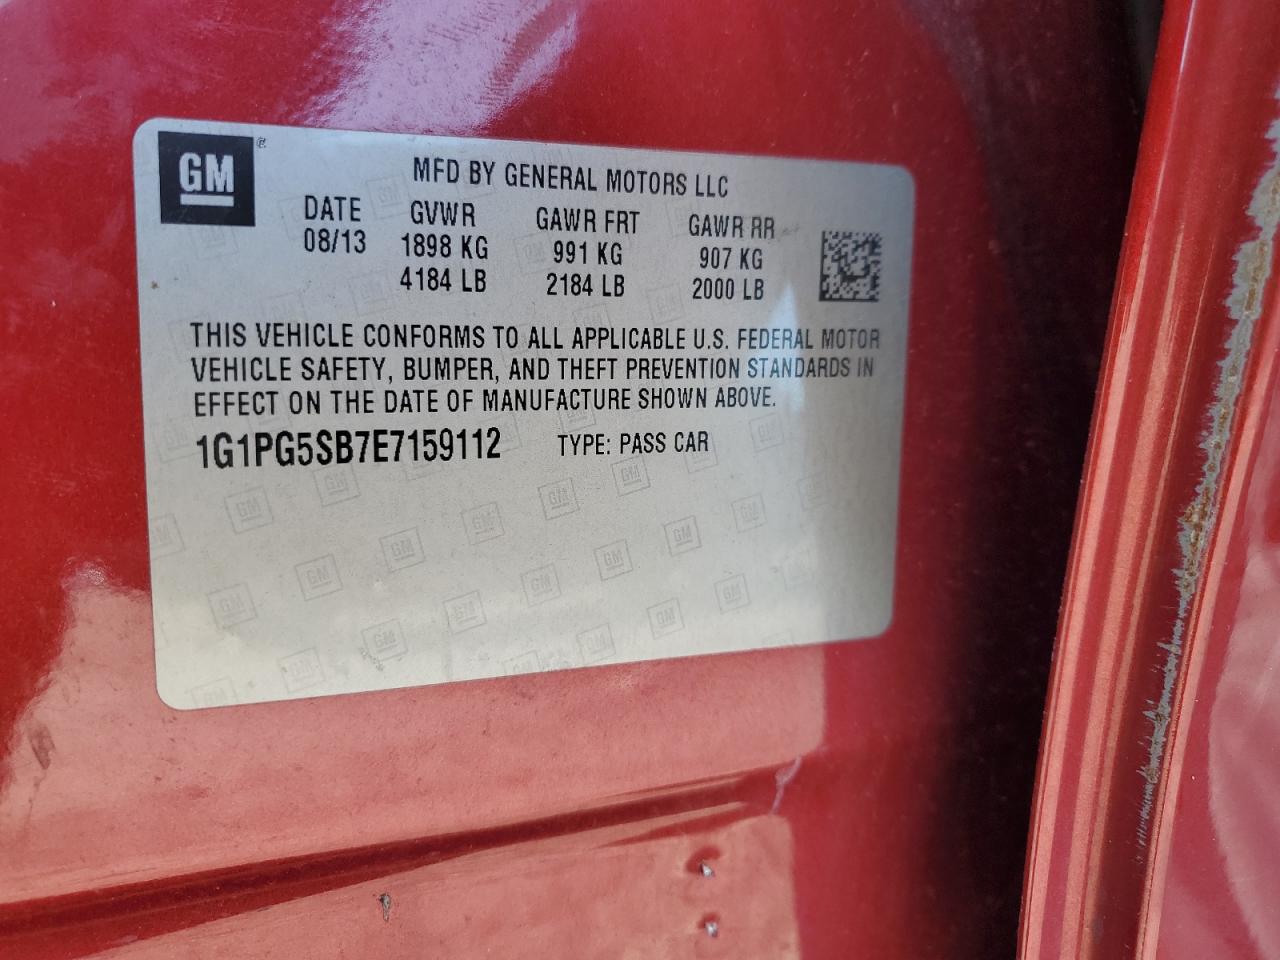 GM
MFD BY GENERAL MOTORS LLC
DATE GVWR GAWR FRT GAWR RR
08/13 1898 KG 991 KG 907 KG
4184 LB 2184 LB 2000 LB
THIS VEHICLE CONFORMS TO ALL APPLICABLE U.S. FEDERAL MOTOR
VEHICLE SAFETY, BUMPER, AND THEFT PREVENTION STANDARDS IN
EFFECT ON THE DATE OF MANUFACTURE SHOWN ABOVE.
1G1PG5SB7E7159112 TYPE: PASS CAR